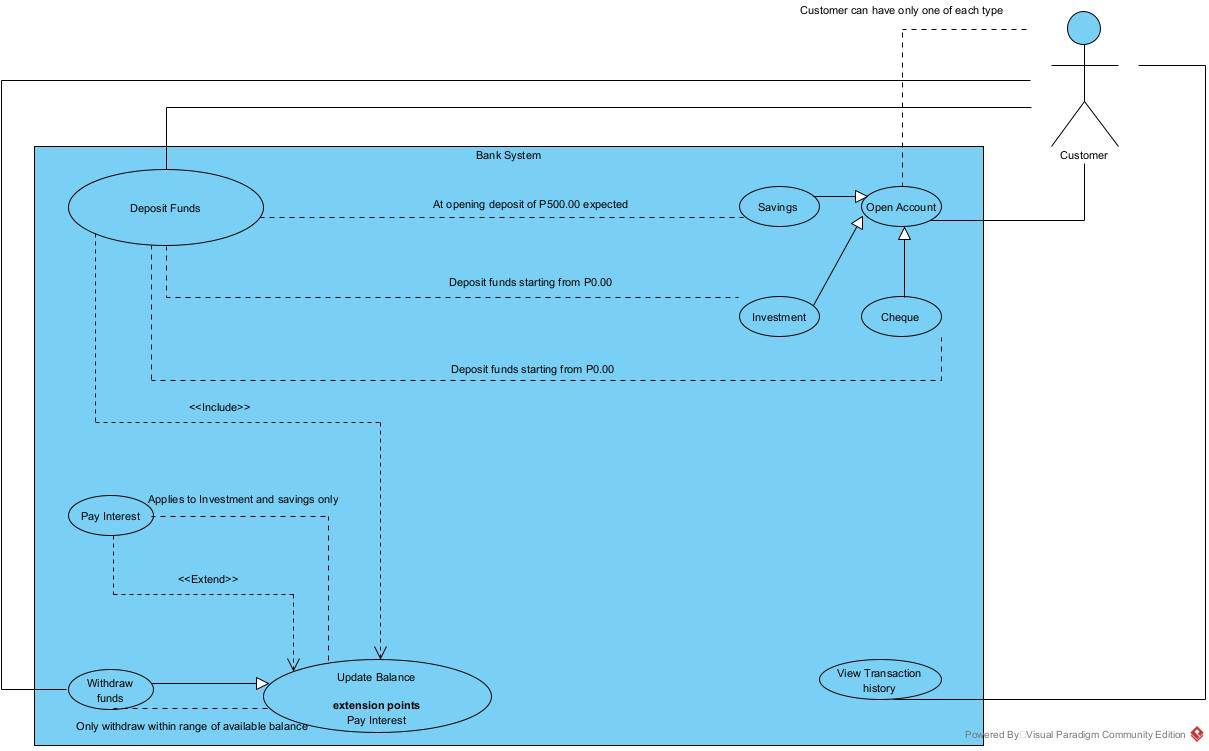 Customer can have only one of each type
Customer
Bank System
Deposit Funds
At opening deposit of P500.00 expected
Savings
Open Account
Deposit funds starting from P0.00
Investment
Cheque
Deposit funds starting from P0.00
<<Include>>
Applies to Investment and savings only
Pay Interest
<<Extend>>
Withdraw
funds
Update Balance
extension points
Pay Interest
View Transaction
history
Only withdraw within range of available balance
Powered By Visual Paradigm Community Edition